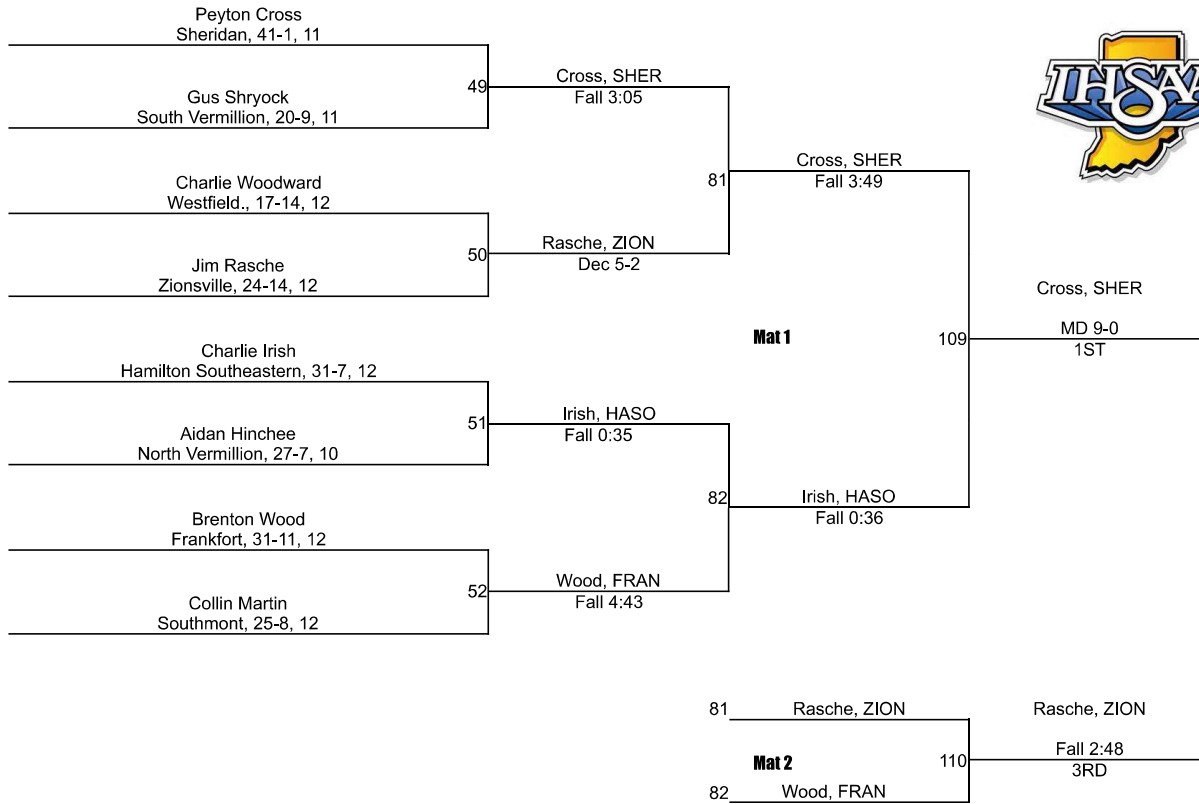 Peyton Cross
Sheridan, 41-1, 11
49
Cross, SHER
Fall 3:05
Gus Shryock
South Vermillion, 20-9, 11
81
Cross, SHER
Fall 3:49
Charlie Woodward
Westfield., 17-14, 12
50
Rasche, ZION
Dec 5-2
Jim Rasche
Zionsville, 24-14, 12
Mat 1
109
Cross, SHER
MD 9-0
1ST
Charlie Irish
Hamilton Southeastern, 31-7, 12
51
Irish, HASO
Fall 0:35
Aidan Hinchee
North Vermillion, 27-7, 10
82
Irish, HASO
Fall 0:36
Brenton Wood
Frankfort, 31-11, 12
52
Wood, FRAN
Fall 4:43
Collin Martin
Southmont, 25-8, 12
81
Rasche, ZION
Mat 2
82
Wood, FRAN
110
Rasche, ZION
Fall 2:48
3RD
IHSAA